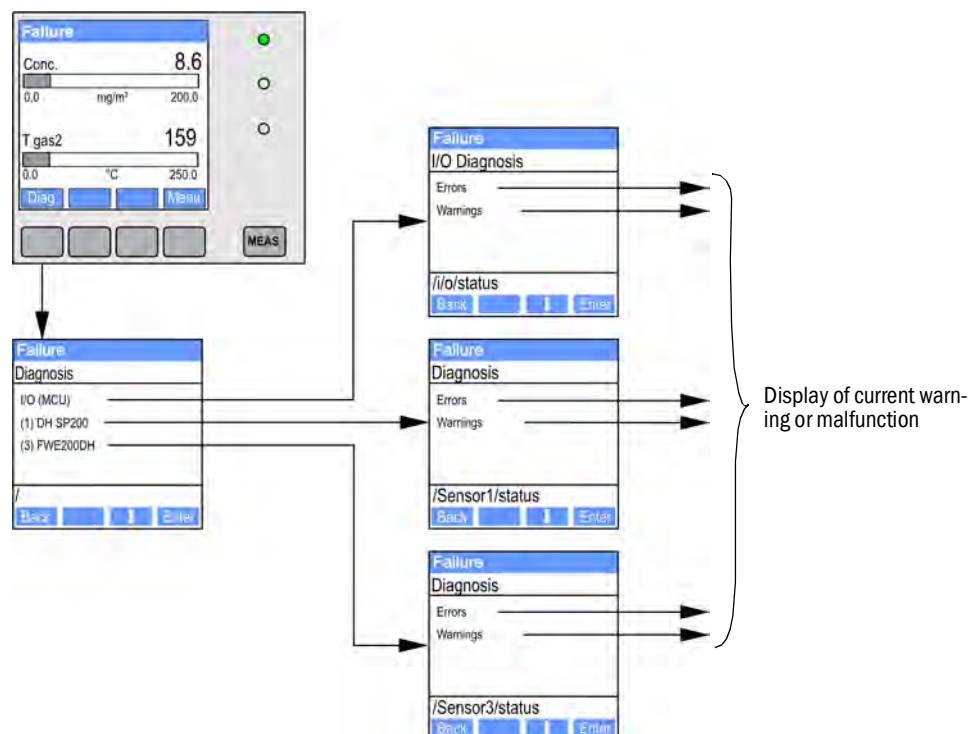 Failure
Conc. 8.6
0,0 mg/m³ 200.0
T gas2 159
0.0 °C 250.0
Diag Menu
MEAS
Failure
Diagnosis
I/O (MCU)
(1) DH SP200
(3) FWE200DH
/
Back Enter
Failure
I/O Diagnosis
Errors
Warnings
/i/o/status
Back Enter
Failure
Diagnosis
Errors
Warnings
/Sensor1/status
Back Enter
Failure
Diagnosis
Errors
Warnings
/Sensor3/status
Back Enter
Display of current warn-
ing or malfunction